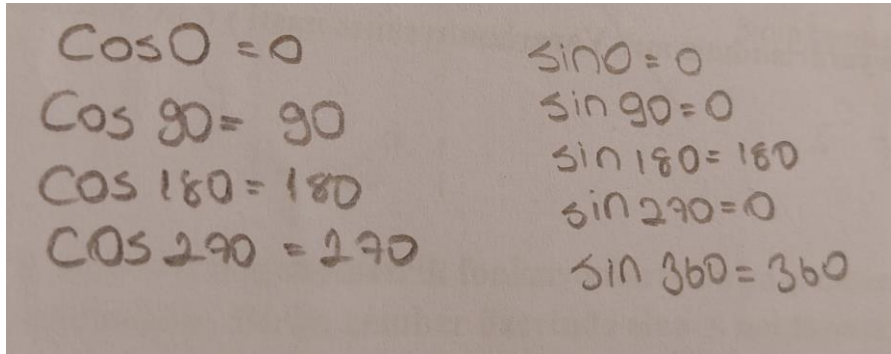 Cos0 = 0
Cos 90 = 90
Cos 180 = 180
COS 270 = 270
sin0 = 0
sin 90 = 0
sin 180 = 180
sin 270 = 0
sin 360 = 360